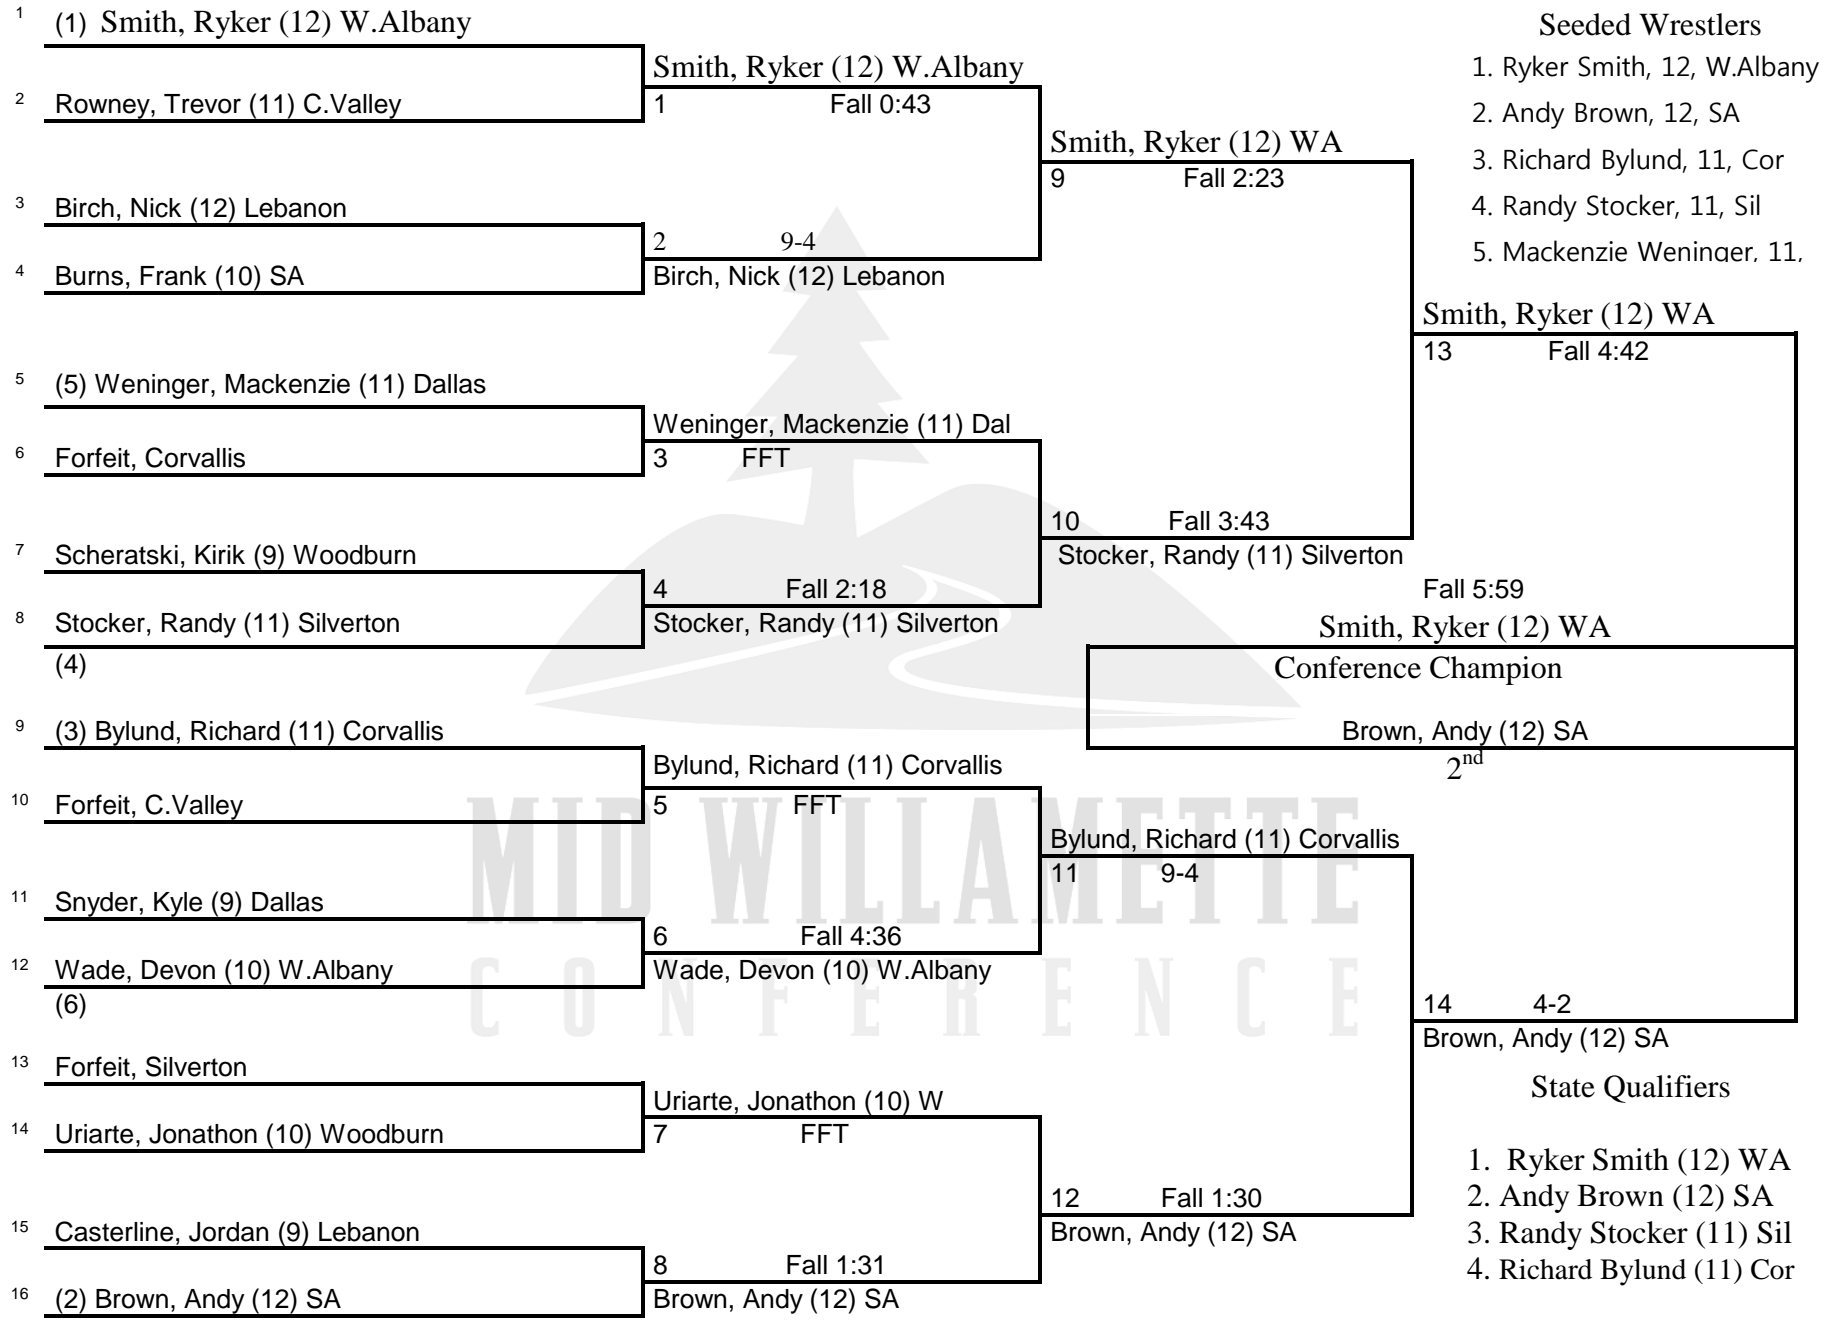 1 (1) Smith, Ryker (12) W.Albany
2 Rowney, Trevor (11) C.Valley
3 Birch, Nick (12) Lebanon
4 Burns, Frank (10) SA
5 (5) Weninger, Mackenzie (11) Dallas
6 Forfeit, Corvallis
7 Scheratski, Kirik (9) Woodburn
8 Stocker, Randy (11) Silverton
(4)
9 (3) Bylund, Richard (11) Corvallis
10 Forfeit, C.Valley
11 Snyder, Kyle (9) Dallas
12 Wade, Devon (10) W.Albany
(6)
13 Forfeit, Silverton
14 Uriarte, Jonathon (10) Woodburn
15 Casterline, Jordan (9) Lebanon
16 (2) Brown, Andy (12) SA
Smith, Ryker (12) W.Albany
1 Fall 0:43
2 9-4
Birch, Nick (12) Lebanon
Weninger, Mackenzie (11) Dal
3 FFT
4 Fall 2:18
Stocker, Randy (11) Silverton
Bylund, Richard (11) Corvallis
5 FFT
6 Fall 4:36
Wade, Devon (10) W.Albany
Uriarte, Jonathon (10) W
7 FFT
8 Fall 1:31
Brown, Andy (12) SA
Smith, Ryker (12) WA
9 Fall 2:23
10 Fall 3:43
Stocker, Randy (11) Silverton
Bylund, Richard (11) Corvallis
11 9-4
12 Fall 1:30
Brown, Andy (12) SA
Seeded Wrestlers
1. Ryker Smith, 12, W.Albany
2. Andy Brown, 12, SA
3. Richard Bylund, 11, Cor
4. Randy Stocker, 11, Sil
5. Mackenzie Weninger, 11,
Smith, Ryker (12) WA
13 Fall 4:42
Fall 5:59
Smith, Ryker (12) WA
Conference Champion
Brown, Andy (12) SA
2nd
14 4-2
Brown, Andy (12) SA
State Qualifiers
1. Ryker Smith (12) WA
2. Andy Brown (12) SA
3. Randy Stocker (11) Sil
4. Richard Bylund (11) Cor
MID WILLAMETTE
CONFERENCE